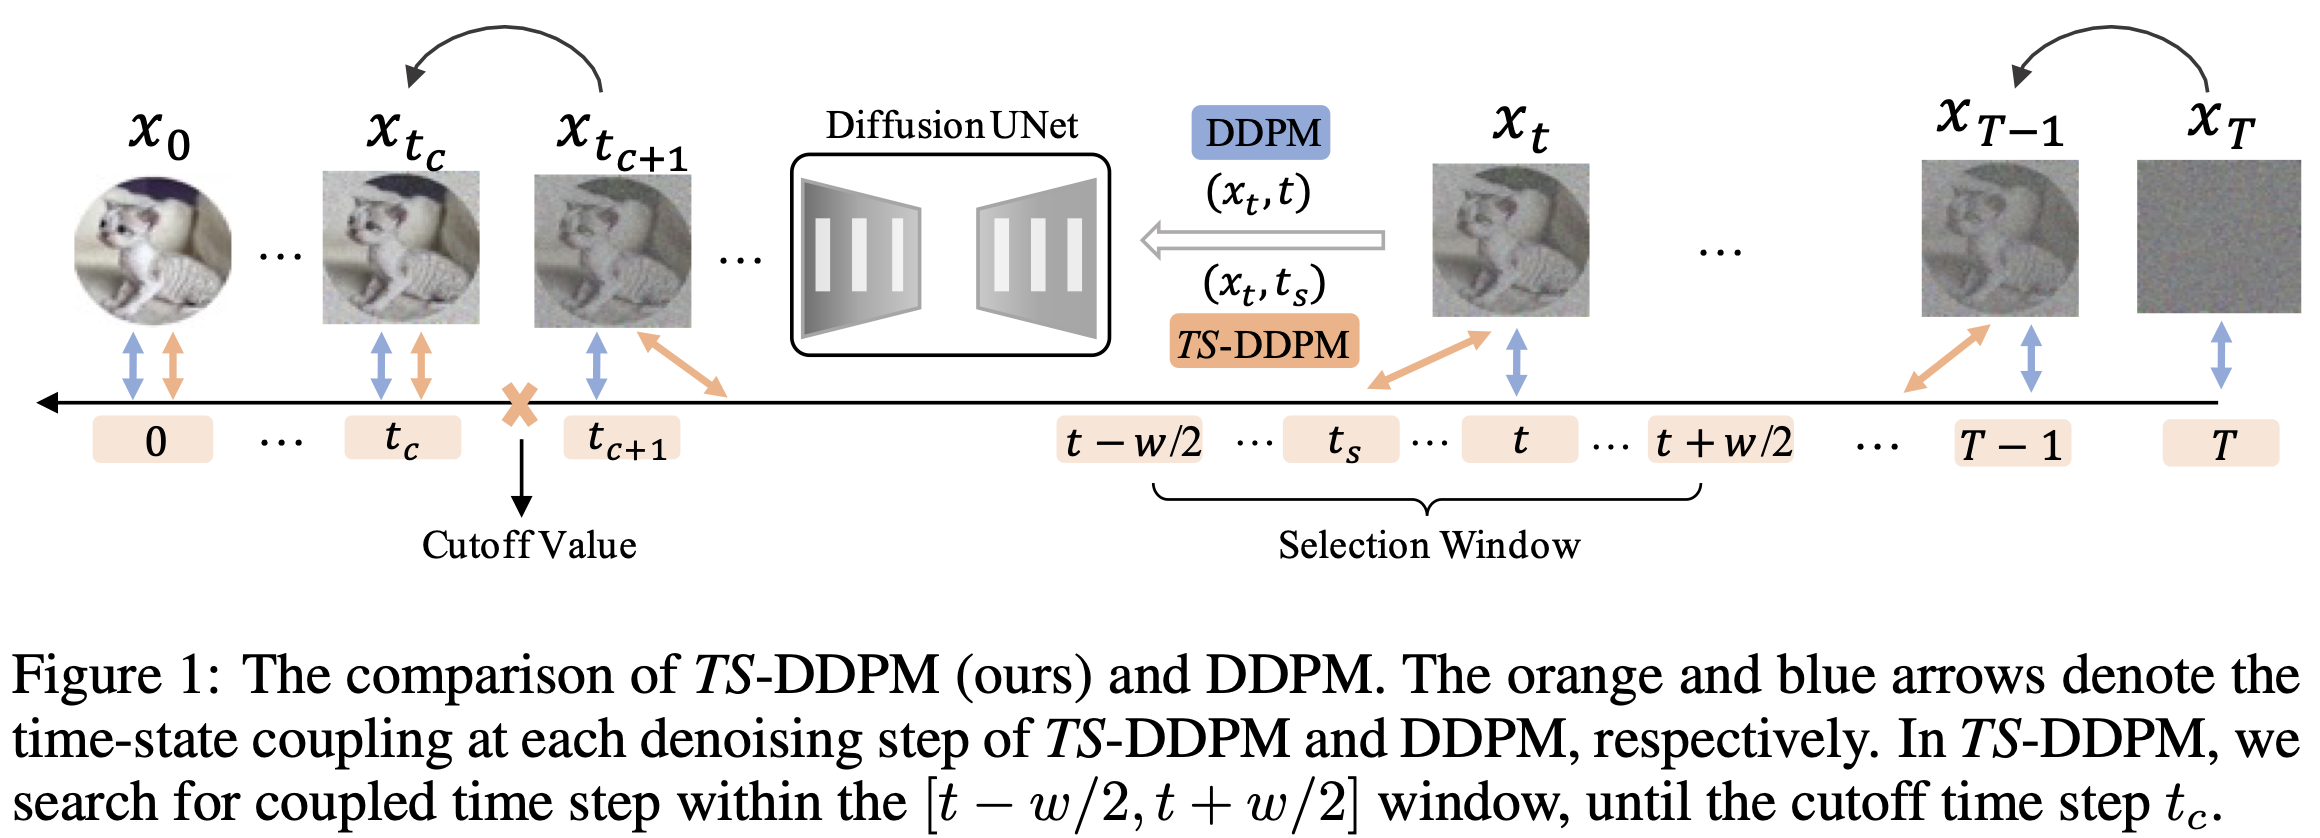 x_0 x_{t_c} x_{t_{c+1}} x_t x_{T−1} x_T
Diffusion UNet
DDPM
(x_t, t)
(x_t, t_s)
TS-DDPM
... ... ...
0 ... t_c t_{c+1} t − w/2 ... t_s ... t ... t + w/2 ... T − 1 T
Cutoff Value
Selection Window
Figure 1: The comparison of TS-DDPM (ours) and DDPM. The orange and blue arrows denote the
time-state coupling at each denoising step of TS-DDPM and DDPM, respectively. In TS-DDPM, we
search for coupled time step within the [t − w/2, t + w/2] window, until the cutoff time step t_c.